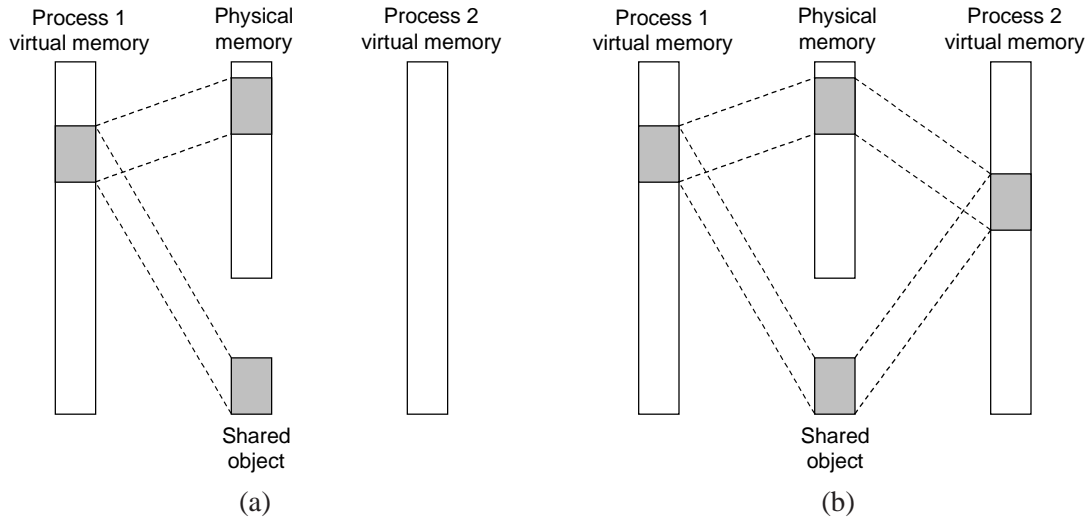 Process 1
virtual memory
Physical
memory
Process 2
virtual memory
Shared
object
(a)
Process 1
virtual memory
Physical
memory
Process 2
virtual memory
Shared
object
(b)